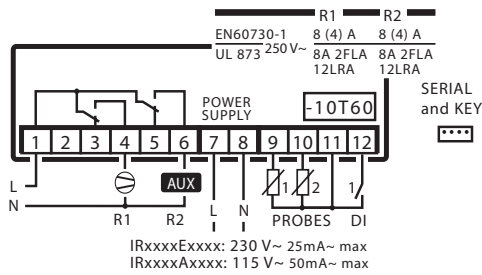 R1 R2
EN60730-1 250 V~ 8 (4) A 8 (4) A
UL 873 8A 2FLA 8A 2FLA
12LRA 12LRA
SERIAL
and KEY
POWER
SUPPLY
-10T60
1 2 3 4 5 6 7 8 9 10 11 12
L
N
AUX
1 2 1
R1 R2 L N PROBES DI
IRxxxxExxxx: 230 V~ 25mA~ max
IRxxxxAxxxx: 115 V~ 50mA~ max